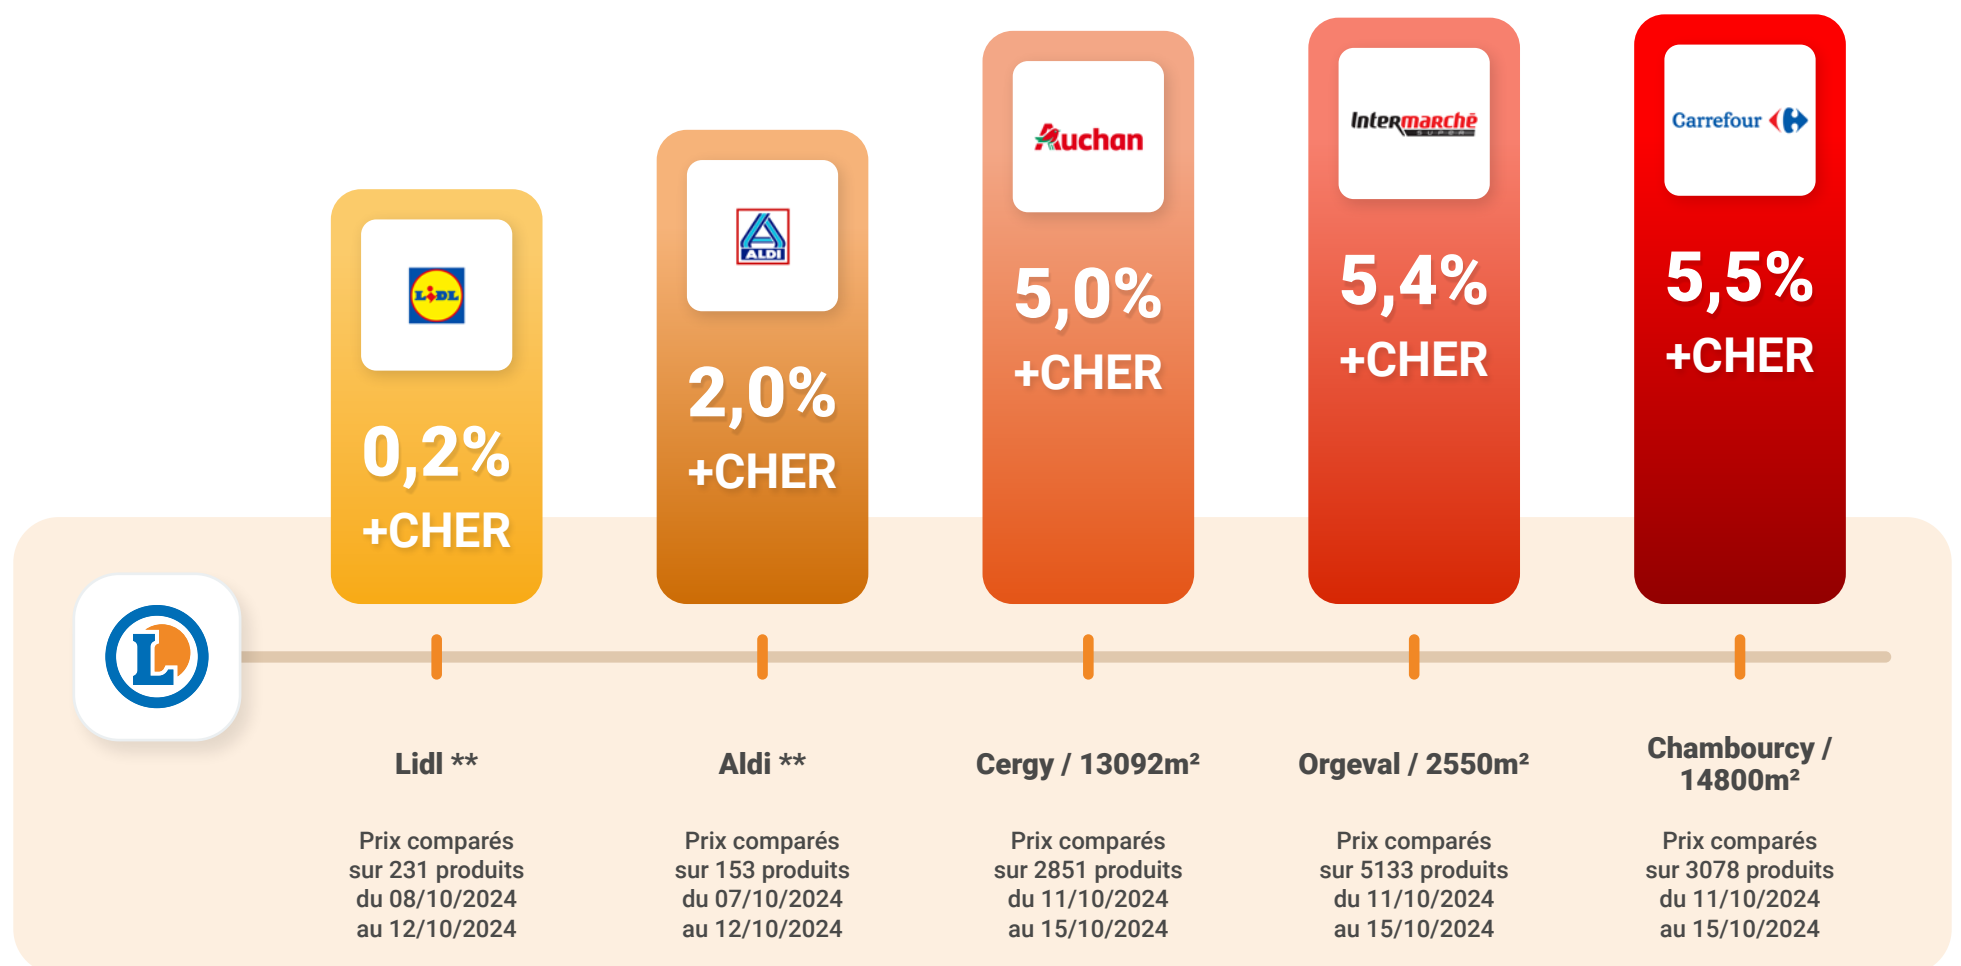 LIDL
0,2%
+CHER
ALDI
2,0%
+CHER
Auchan
5,0%
+CHER
Intermarchē
SUPER
5,4%
+CHER
Carrefour
5,5%
+CHER
L
Lidl **
Prix comparés
sur 231 produits
du 08/10/2024
au 12/10/2024
Aldi **
Prix comparés
sur 153 produits
du 07/10/2024
au 12/10/2024
Cergy / 13092m²
Prix comparés
sur 2851 produits
du 11/10/2024
au 15/10/2024
Orgeval / 2550m²
Prix comparés
sur 5133 produits
du 11/10/2024
au 15/10/2024
Chambourcy /
14800m²
Prix comparés
sur 3078 produits
du 11/10/2024
au 15/10/2024